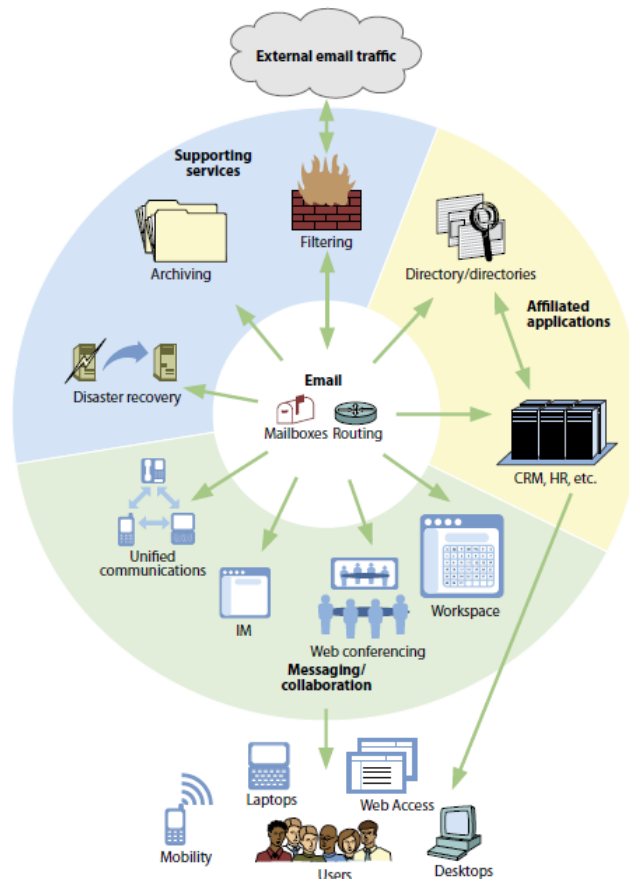 External email traffic
Supporting
services
Filtering
Archiving
Directory/directories
Affiliated
applications
Disaster recovery
Email
Mailboxes Routing
CRM, HR, etc.
Unified
communications
IM
Web conferencing
Workspace
Messaging/
collaboration
Laptops
Web Access
Mobility
Users
Desktops